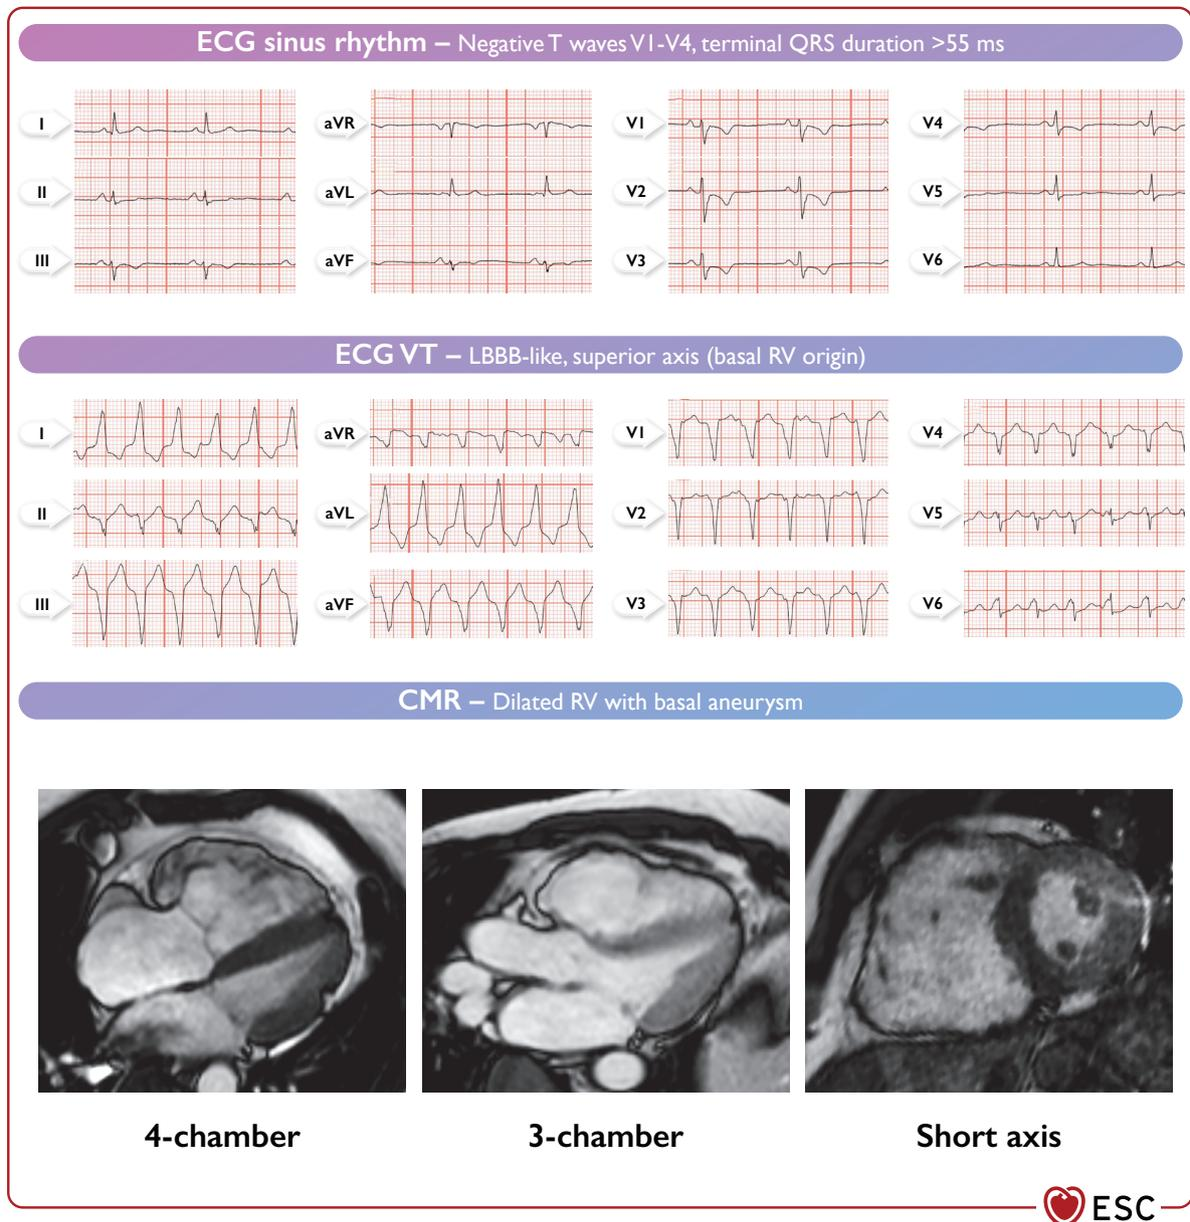 ECG sinus rhythm – Negative T waves V1-V4, terminal QRS duration >55 ms
I
aVR
V1
V4
II
aVL
V2
V5
III
aVF
V3
V6
ECG VT – LBBB-like, superior axis (basal RV origin)
I
aVR
V1
V4
II
aVL
V2
V5
III
aVF
V3
V6
CMR – Dilated RV with basal aneurysm
4-chamber
3-chamber
Short axis
ESC